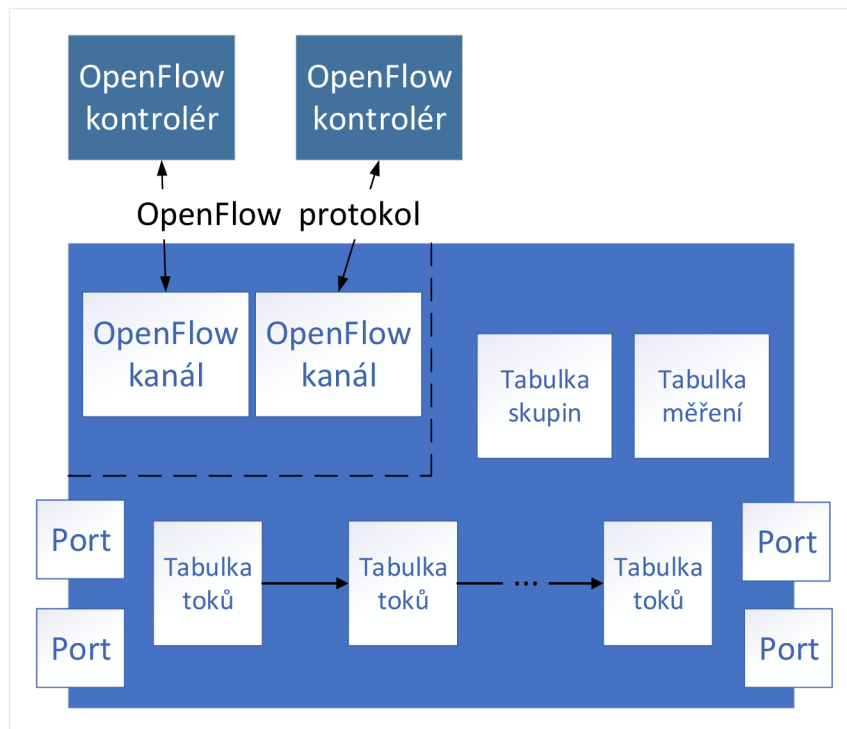 OpenFlow
kontrolér
OpenFlow
kontrolér
OpenFlow protokol
OpenFlow
kanál
OpenFlow
kanál
Tabulka
skupin
Tabulka
měření
Port
Port
Tabulka
toků
Tabulka
toků
...
Tabulka
toků
Port
Port